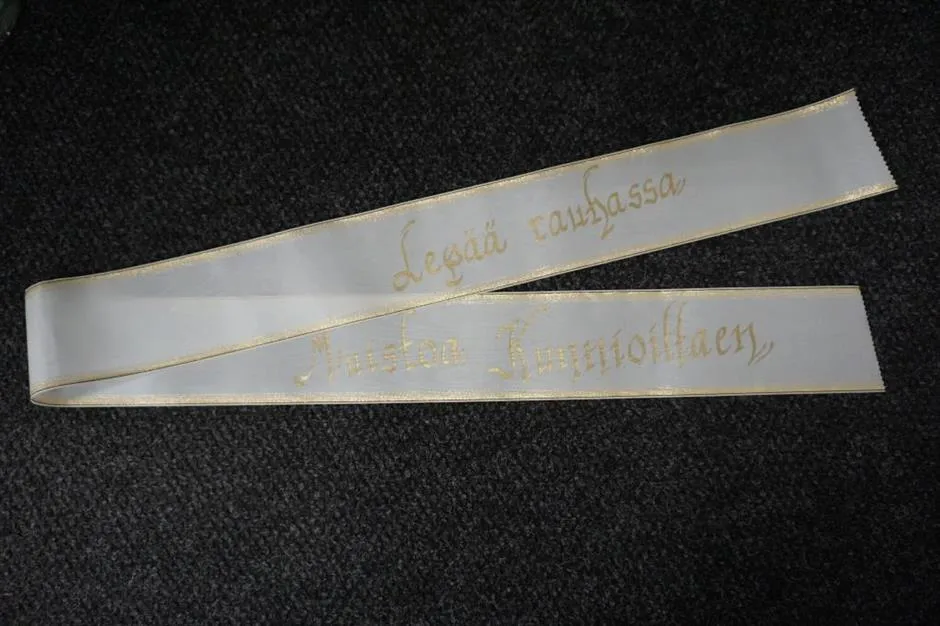 Lepää rauhassa„
Muistoa Kunnioittaen„